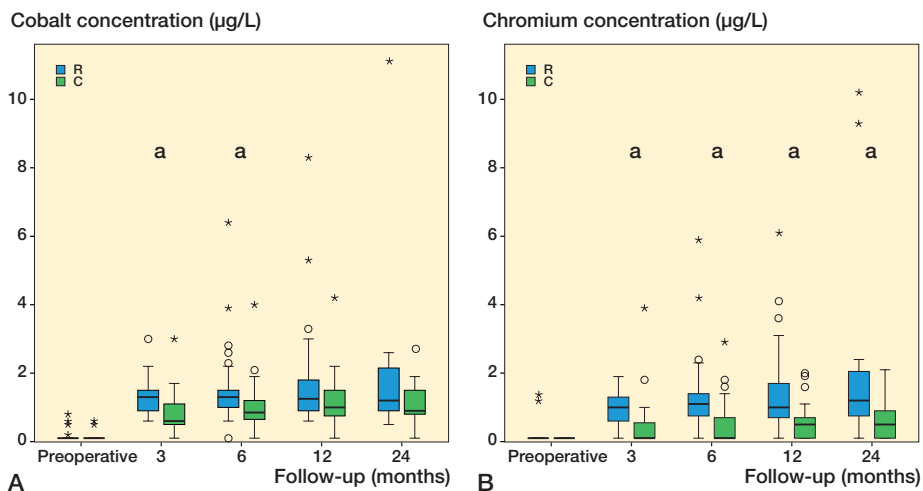 Cobalt concentration (µg/L)
R
C
10
8
6
4
2
0
a a
Preoperative 3 6 12 24
Follow-up (months)
A
Chromium concentration (µg/L)
R
C
10
8
6
4
2
0
a a a a
Preoperative 3 6 12 24
Follow-up (months)
B